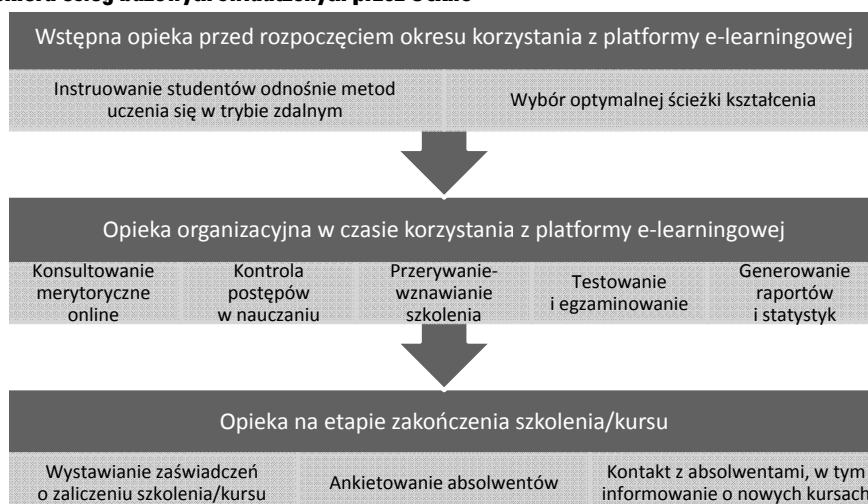 Wstępna opieka przed rozpoczęciem okresu korzystania z platformy e-learningowej
Instruowanie studentów odnośnie metod
uczenia się w trybie zdalnym
Wybór optymalnej ścieżki kształcenia
Opieka organizacyjna w czasie korzystania z platformy e-learningowej
Konsultowanie
merytoryczne
online
Kontrola
postępów
w nauczaniu
Przerywanie-
wznawianie
szkolenia
Testowanie
i egzaminowanie
Generowanie
raportów
i statystyk
Opieka na etapie zakończenia szkolenia/kursu
Wystawianie zaświadczeń
o zaliczeniu szkolenia/kursu
Ankietowanie absolwentów
Kontakt z absolwentami, w tym
informowanie o nowych kursach